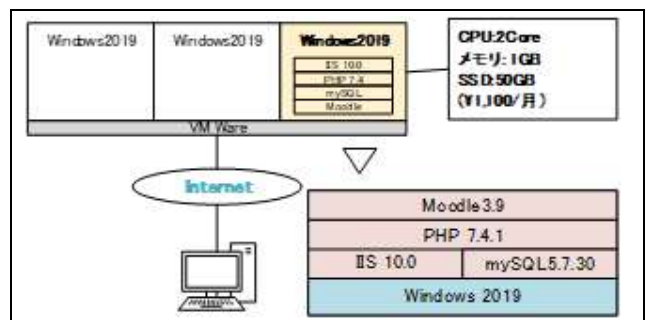 Windows2019
Windows2019
Windows2019
IIS 10.0
PHP 7.4
mySQL
Moodle
VM Ware
CPU:2Core
メモリ:1GB
SSD:50GB
(¥1,100/月)
Internet
Moodle3.9
PHP 7.4.1
IIS 10.0
mySQL5.7.30
Windows 2019